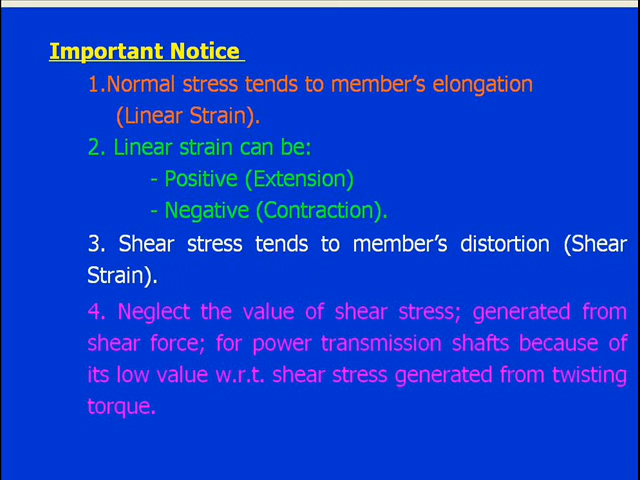 Important Notice
1.Normal stress tends to member's elongation
(Linear Strain).
2. Linear strain can be:
- Positive (Extension)
- Negative (Contraction).
3. Shear stress tends to member's distortion (Shear
Strain).
4. Neglect the value of shear stress; generated from
shear force; for power transmission shafts because of
its low value w.r.t. shear stress generated from twisting
torque.